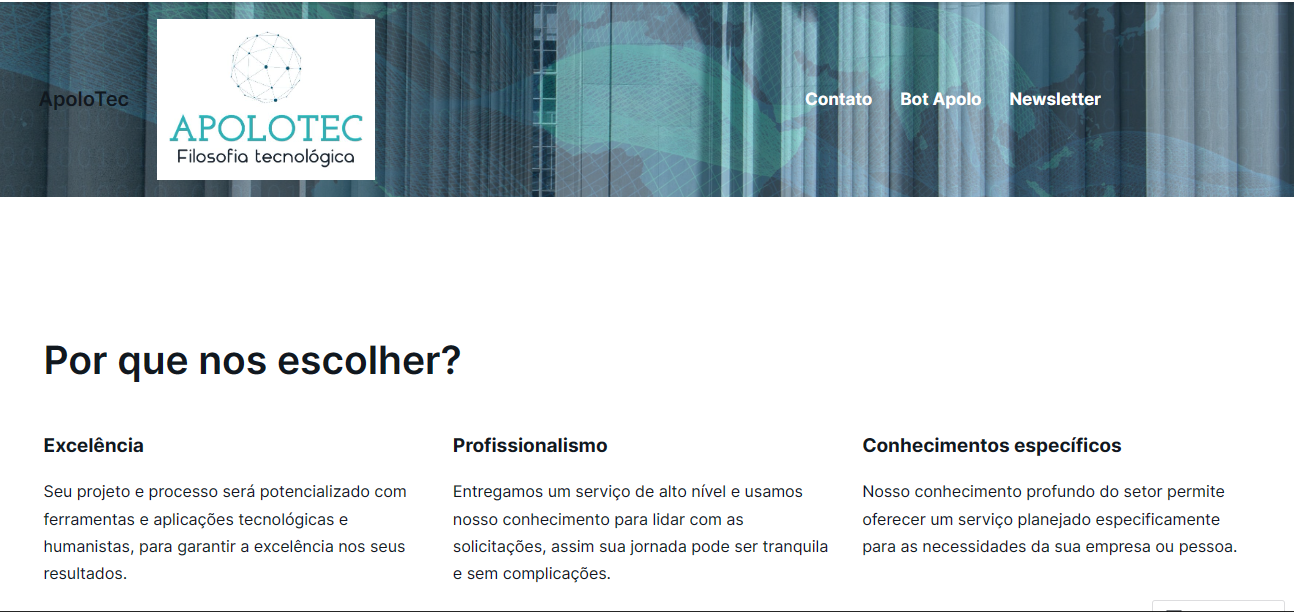 ApoloTec
APOLOTEC
Filosofia tecnológica
Contato Bot Apolo Newsletter
Por que nos escolher?
Excelência
Seu projeto e processo será potencializado com
ferramentas e aplicações tecnológicas e
humanistas, para garantir a excelência nos seus
resultados.
Profissionalismo
Entregamos um serviço de alto nível e usamos
nosso conhecimento para lidar com as
solicitações, assim sua jornada pode ser tranquila
e sem complicações.
Conhecimentos específicos
Nosso conhecimento profundo do setor permite
oferecer um serviço planejado especificamente
para as necessidades da sua empresa ou pessoa.